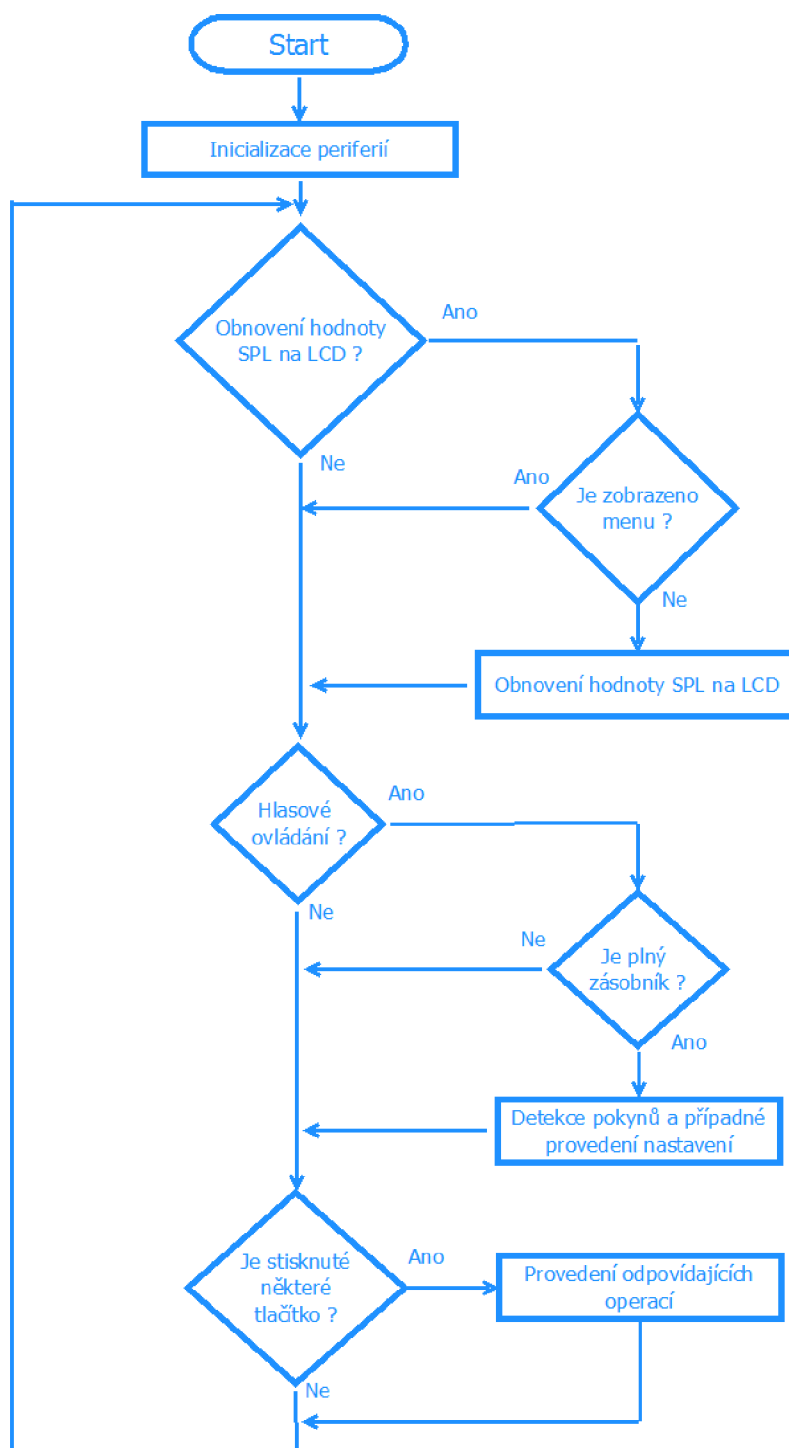 Start
Inicializace periferií
Obnovení hodnoty
SPL na LCD ?
Ano
Ne
Ano
Je zobrazeno
menu ?
Ne
Obnovení hodnoty SPL na LCD
Hlasové
ovládání ?
Ano
Ne
Ne
Je plný
zásobník ?
Ano
Detekce pokynů a případné
provedení nastavení
Je stisknuté
některé
tlačítko ?
Ano
Provedení odpovídajících
operací
Ne